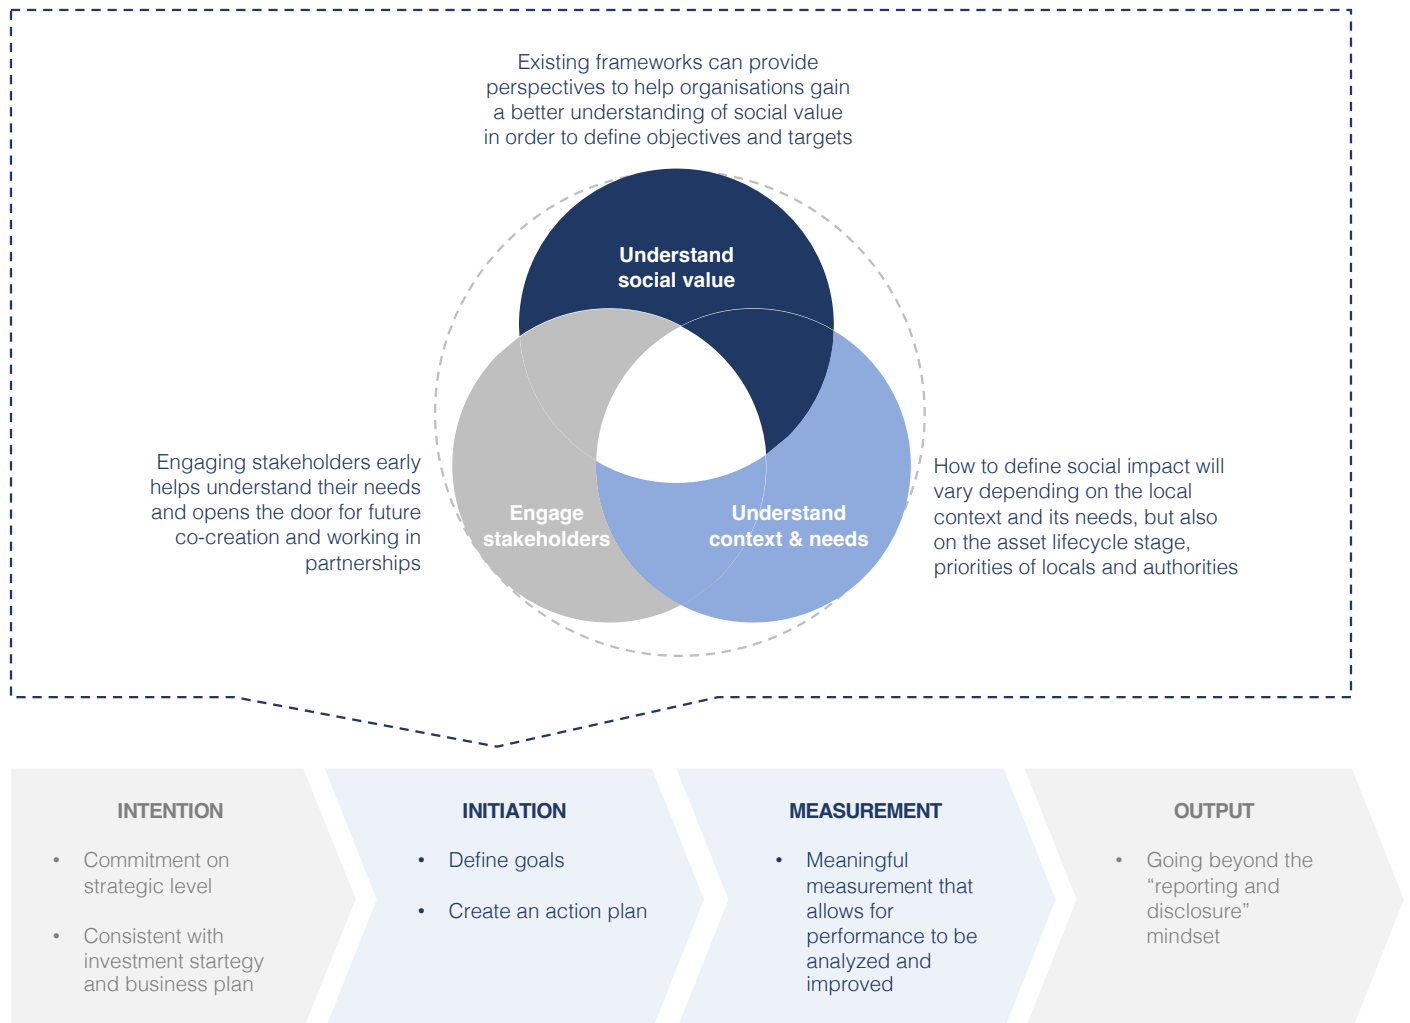 Existing frameworks can provide
perspectives to help organisations gain
a better understanding of social value
in order to define objectives and targets
Understand
social value
Engaging stakeholders early
helps understand their needs
and opens the door for future
co-creation and working in
partnerships
Engage
stakeholders
Understand
context & needs
How to define social impact will
vary depending on the local
context and its needs, but also
on the asset lifecycle stage,
priorities of locals and authorities
INTENTION
• Commitment on
strategic level
• Consistent with
investment startegy
and business plan
INITIATION
• Define goals
• Create an action plan
MEASUREMENT
• Meaningful
measurement that
allows for
performance to be
analyzed and
improved
OUTPUT
• Going beyond the
“reporting and
disclosure”
mindset